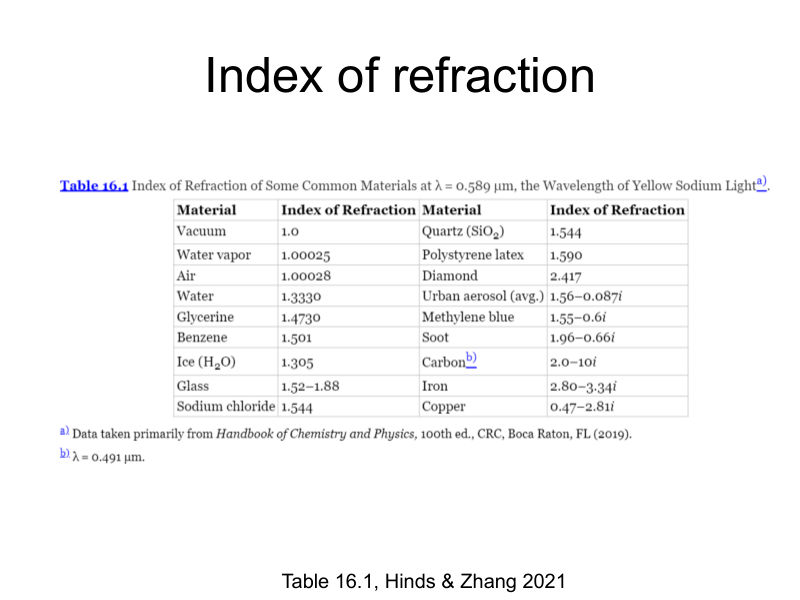 Index of refraction
Table 16.1 Index of Refraction of Some Common Materials at λ = 0.589 μm, the Wavelength of Yellow Sodium Light a).
Material Index of Refraction Material Index of Refraction
Vacuum 1.0 Quartz (SiO₂) 1.544
Water vapor 1.00025 Polystyrene latex 1.590
Air 1.00028 Diamond 2.417
Water 1.3330 Urban aerosol (avg.) 1.56–0.087i
Glycerine 1.4730 Methylene blue 1.55–0.6i
Benzene 1.501 Soot 1.96–0.66i
Ice (H₂O) 1.305 Carbon b) 2.0–10i
Glass 1.52–1.88 Iron 2.80–3.34i
Sodium chloride 1.544 Copper 0.47–2.81i
a) Data taken primarily from Handbook of Chemistry and Physics, 100th ed., CRC, Boca Raton, FL (2019).
b) λ = 0.491 μm.
Table 16.1, Hinds & Zhang 2021